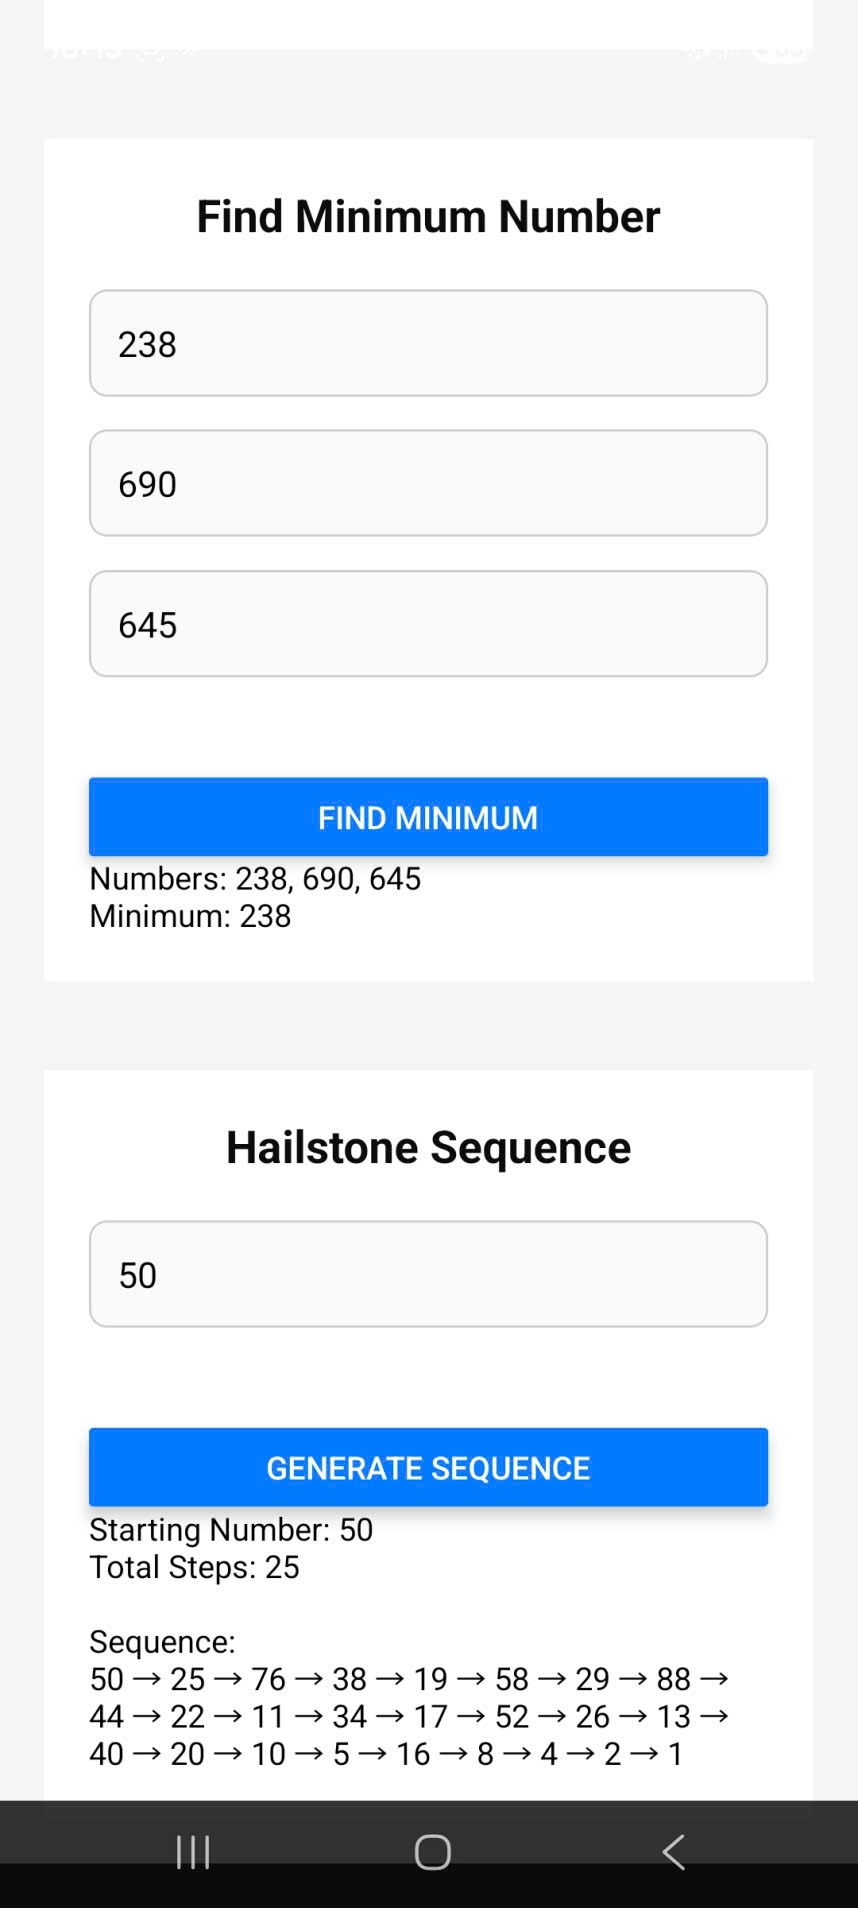 Find Minimum Number
238
690
645
FIND MINIMUM
Numbers: 238, 690, 645
Minimum: 238
Hailstone Sequence
50
GENERATE SEQUENCE
Starting Number: 50
Total Steps: 25
Sequence:
50 → 25 → 76 → 38 → 19 → 58 → 29 → 88 →
44 → 22 → 11 → 34 → 17 → 52 → 26 → 13 →
40 → 20 → 10 → 5 → 16 → 8 → 4 → 2 → 1